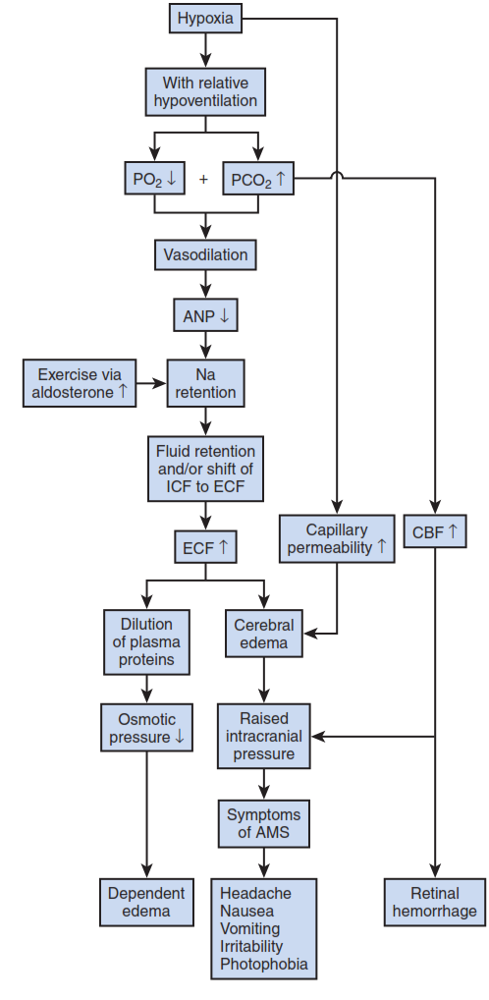 Hypoxia
With relative
hypoventilation
PO₂ ↓ + PCO₂ ↑
Vasodilation
ANP ↓
Exercise via
aldosterone ↑
Na
retention
Fluid retention
and/or shift of
ICF to ECF
ECF ↑
Capillary
permeability ↑
CBF ↑
Dilution
of plasma
proteins
Cerebral
edema
Osmotic
pressure ↓
Raised
intracranial
pressure
Symptoms
of AMS
Dependent
edema
Headache
Nausea
Vomiting
Irritability
Photophobia
Retinal
hemorrhage